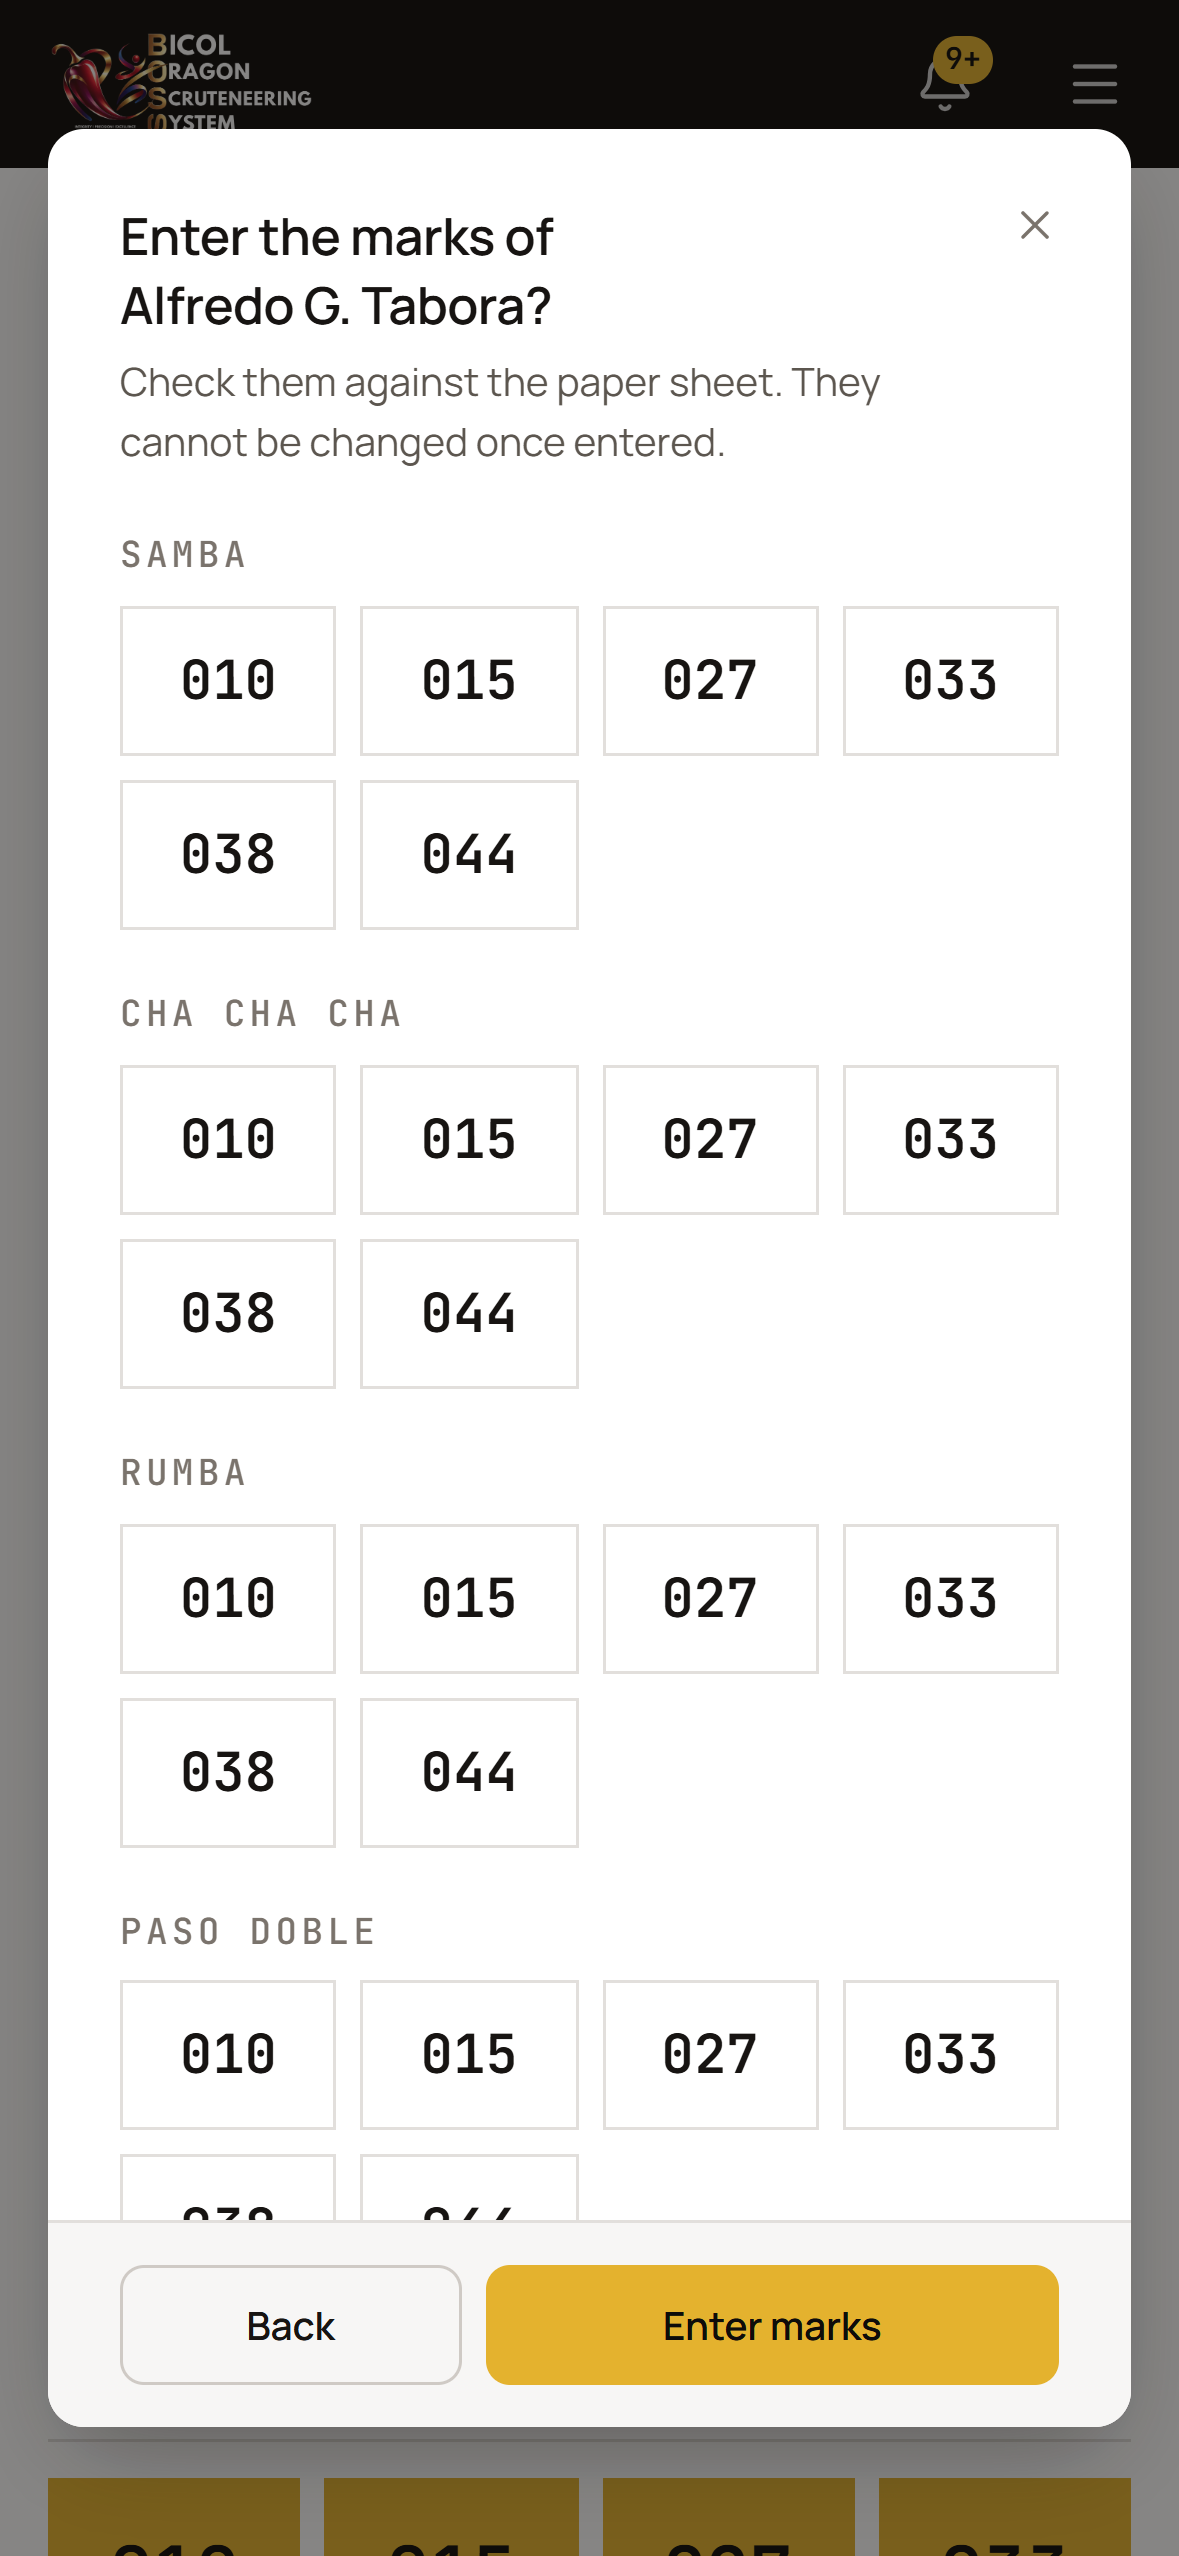 BICOL
DRAGON
SCRUTENEERING
SYSTEM
9+
Enter the marks of
Alfredo G. Tabora?
Check them against the paper sheet. They
cannot be changed once entered.
SAMBA
010 015 027 033
038 044
CHA CHA CHA
010 015 027 033
038 044
RUMBA
010 015 027 033
038 044
PASO DOBLE
010 015 027 033
Back Enter marks